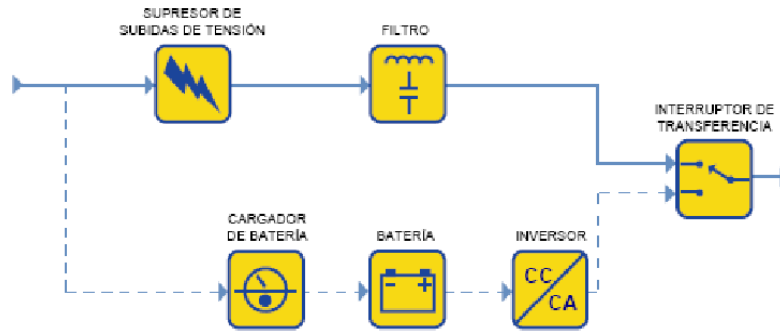 SUPRESOR DE
SUBIDAS DE TENSIÓN
FILTRO
INTERRUPTOR DE
TRANSFERENCIA
CARGADOR
DE BATERÍA
BATERÍA
INVERSOR
CC
CA